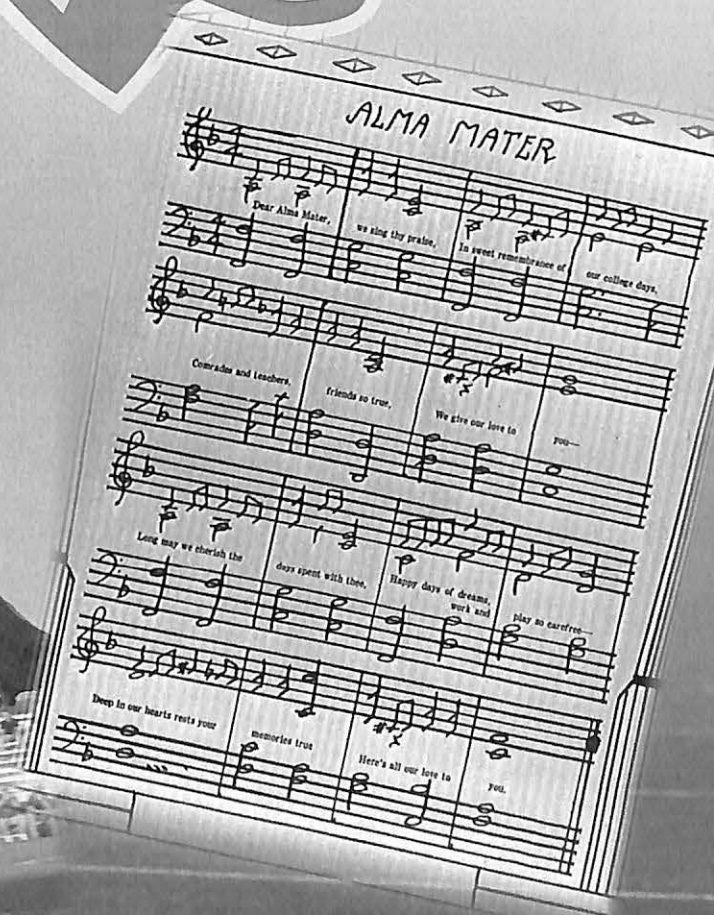 ALMA MATER
Dear Alma Mater, we sing thy praise, In sweet remembrance of our college days,
Comrades and teachers, friends so true, We give our love to you—
Long may we cherish the days spent with thee, Happy days of dreams, work and play so carefree—
Deep in our hearts rests your memories true Here's all our love to you.